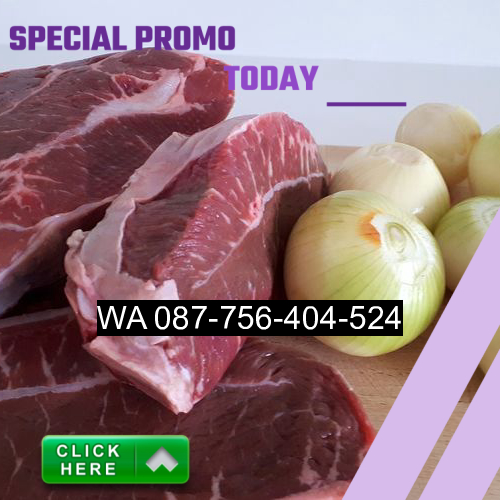 SPECIAL PROMO
TODAY
WA 087-756-404-524
CLICK
HERE